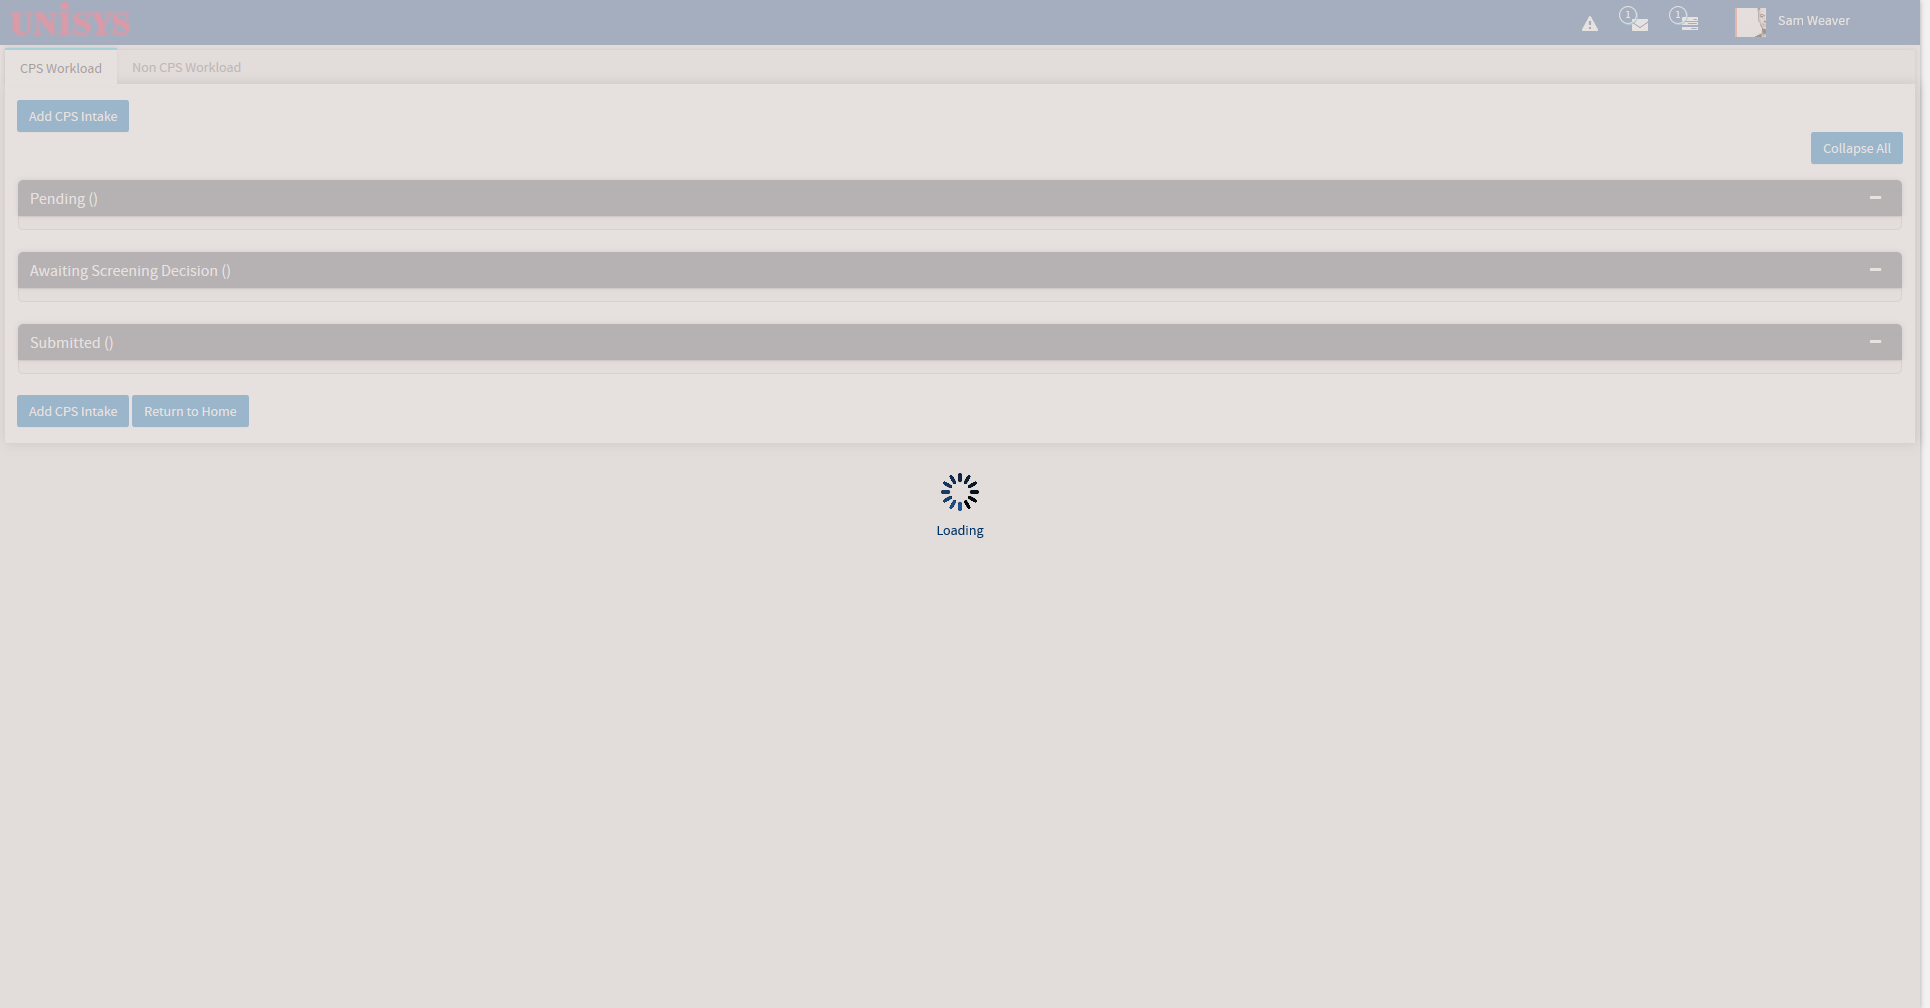 UNISYS
1
1
Sam Weaver
CPS Workload
Non CPS Workload
Add CPS Intake
Collapse All
Pending ()
Awaiting Screening Decision ()
Submitted ()
Add CPS Intake
Return to Home
Loading